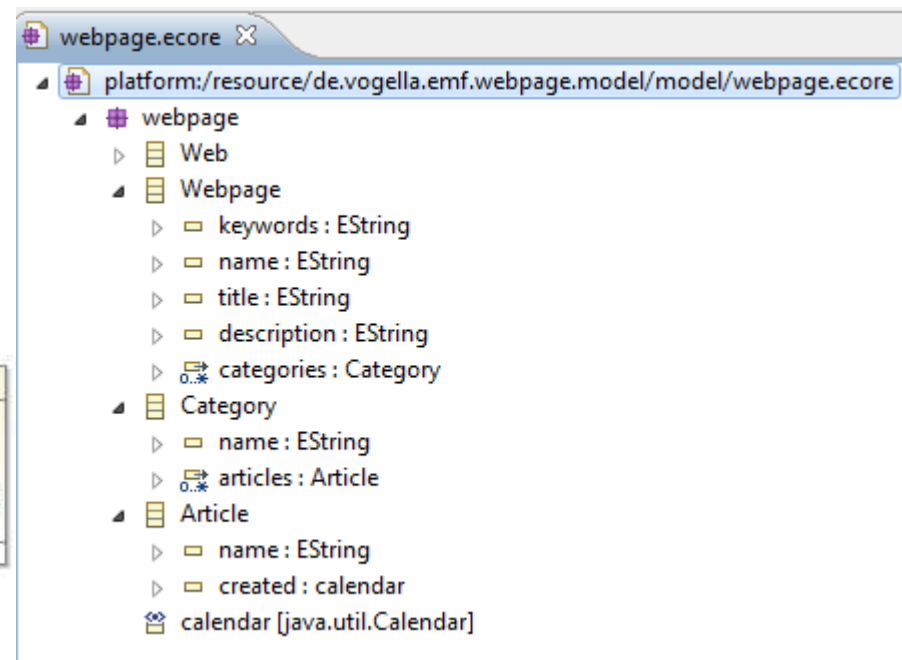 webpage.ecore
platform:/resource/de.vogella.emf.webpage.model/model/webpage.ecore
webpage
Web
Webpage
keywords : EString
name : EString
title : EString
description : EString
0..* categories : Category
Category
name : EString
0..* articles : Article
Article
name : EString
created : calendar
calendar [java.util.Calendar]